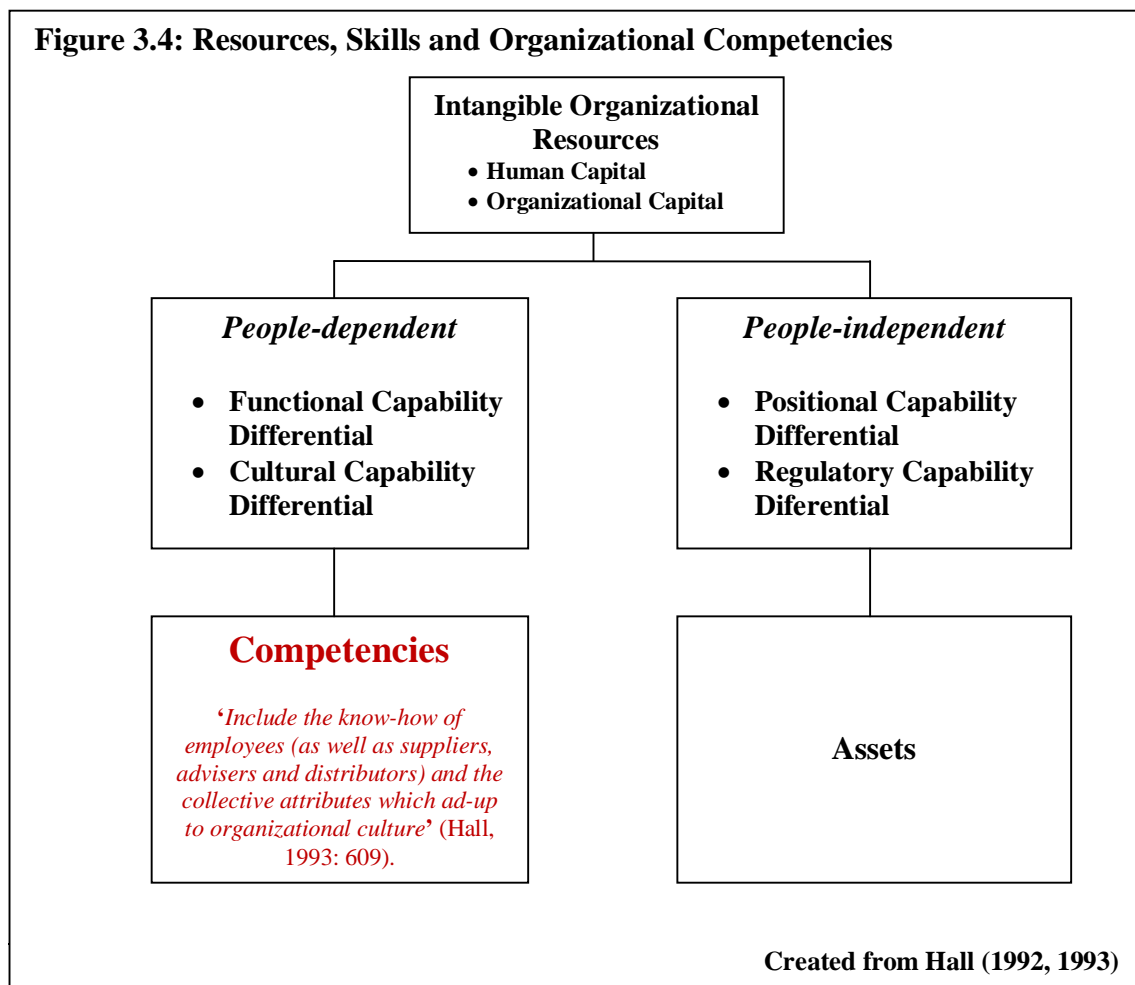 Figure 3.4: Resources, Skills and Organizational Competencies
Intangible Organizational
Resources
• Human Capital
• Organizational Capital
People-dependent
• Functional Capability
Differential
• Cultural Capability
Differential
People-independent
• Positional Capability
Differential
• Regulatory Capability
Diferential
Competencies
‘Include the know-how of
employees (as well as suppliers,
advisers and distributors) and the
collective attributes which ad-up
to organizational culture’ (Hall,
1993: 609).
Assets
Created from Hall (1992, 1993)